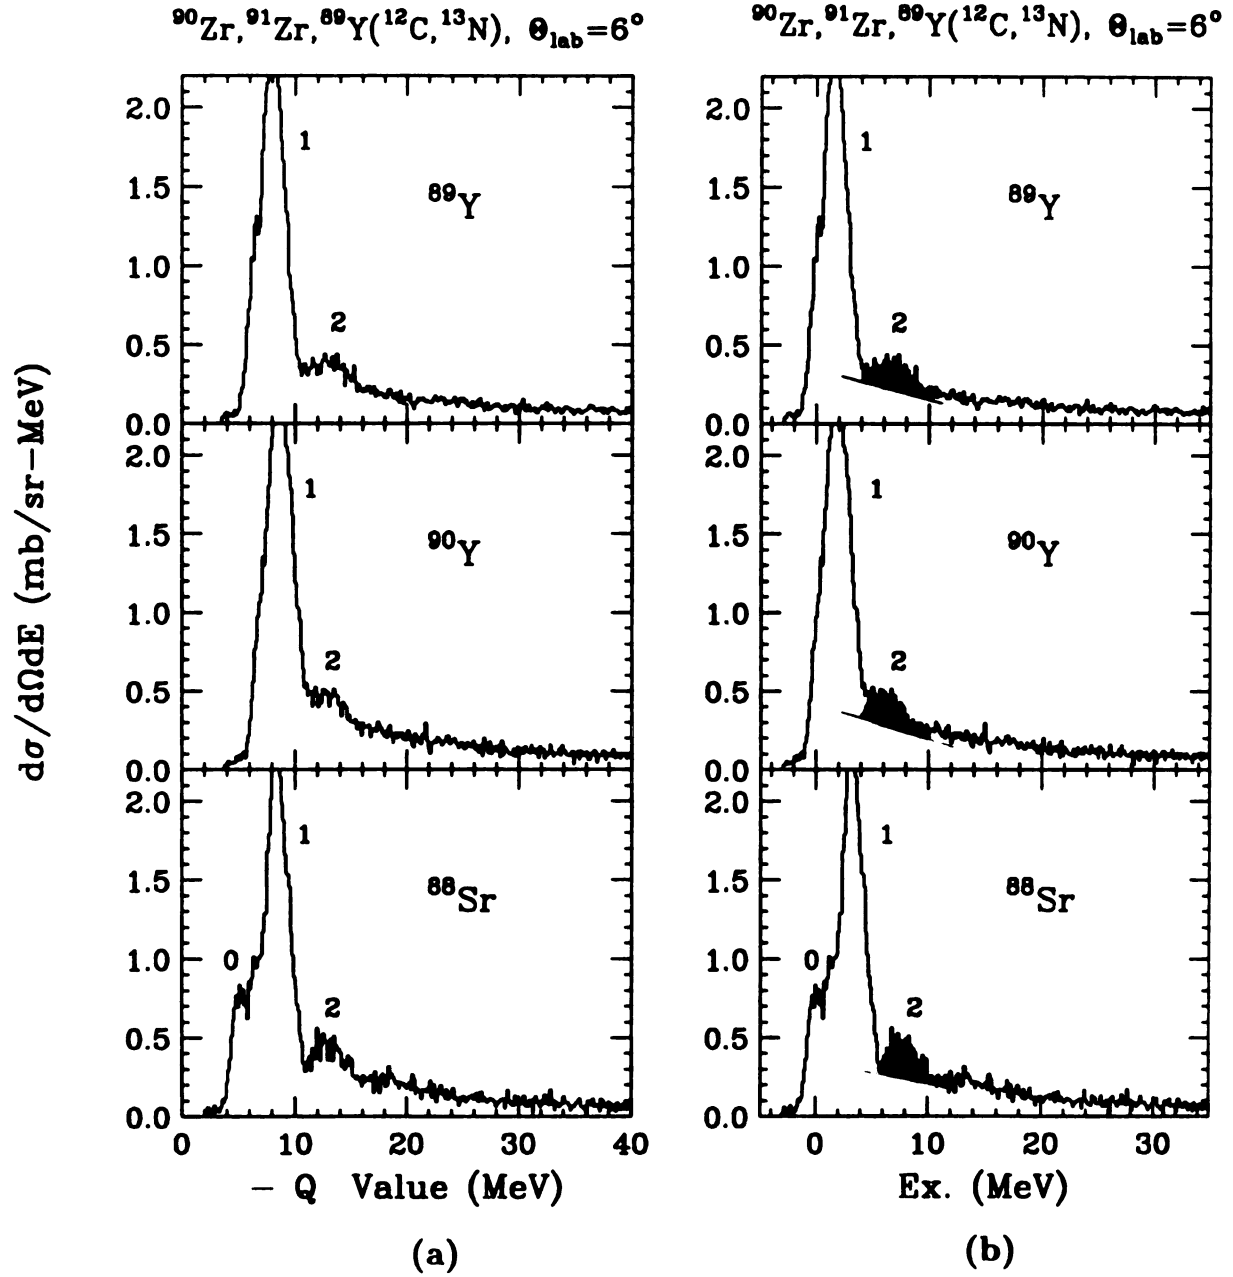 ⁹⁰Zr,⁹¹Zr,⁸⁹Y(¹²C,¹³N), Θlab=6°
⁹⁰Zr,⁹¹Zr,⁸⁹Y(¹²C,¹³N), Θlab=6°
dσ/dΩdE (mb/sr−MeV)
2.0
1.5
1.0
0.5
0.0
1
⁸⁹Y
2
2.0
1.5
1.0
0.5
0.0
1
⁸⁹Y
2
2.0
1.5
1.0
0.5
0.0
1
⁹⁰Y
2
2.0
1.5
1.0
0.5
0.0
1
⁹⁰Y
2
2.0
1.5
1.0
0.5
0.0
1
⁸⁸Sr
0
2
2.0
1.5
1.0
0.5
0.0
1
⁸⁸Sr
0
2
0 10 20 30 40
0 10 20 30
− Q Value (MeV)
Ex. (MeV)
(a)
(b)